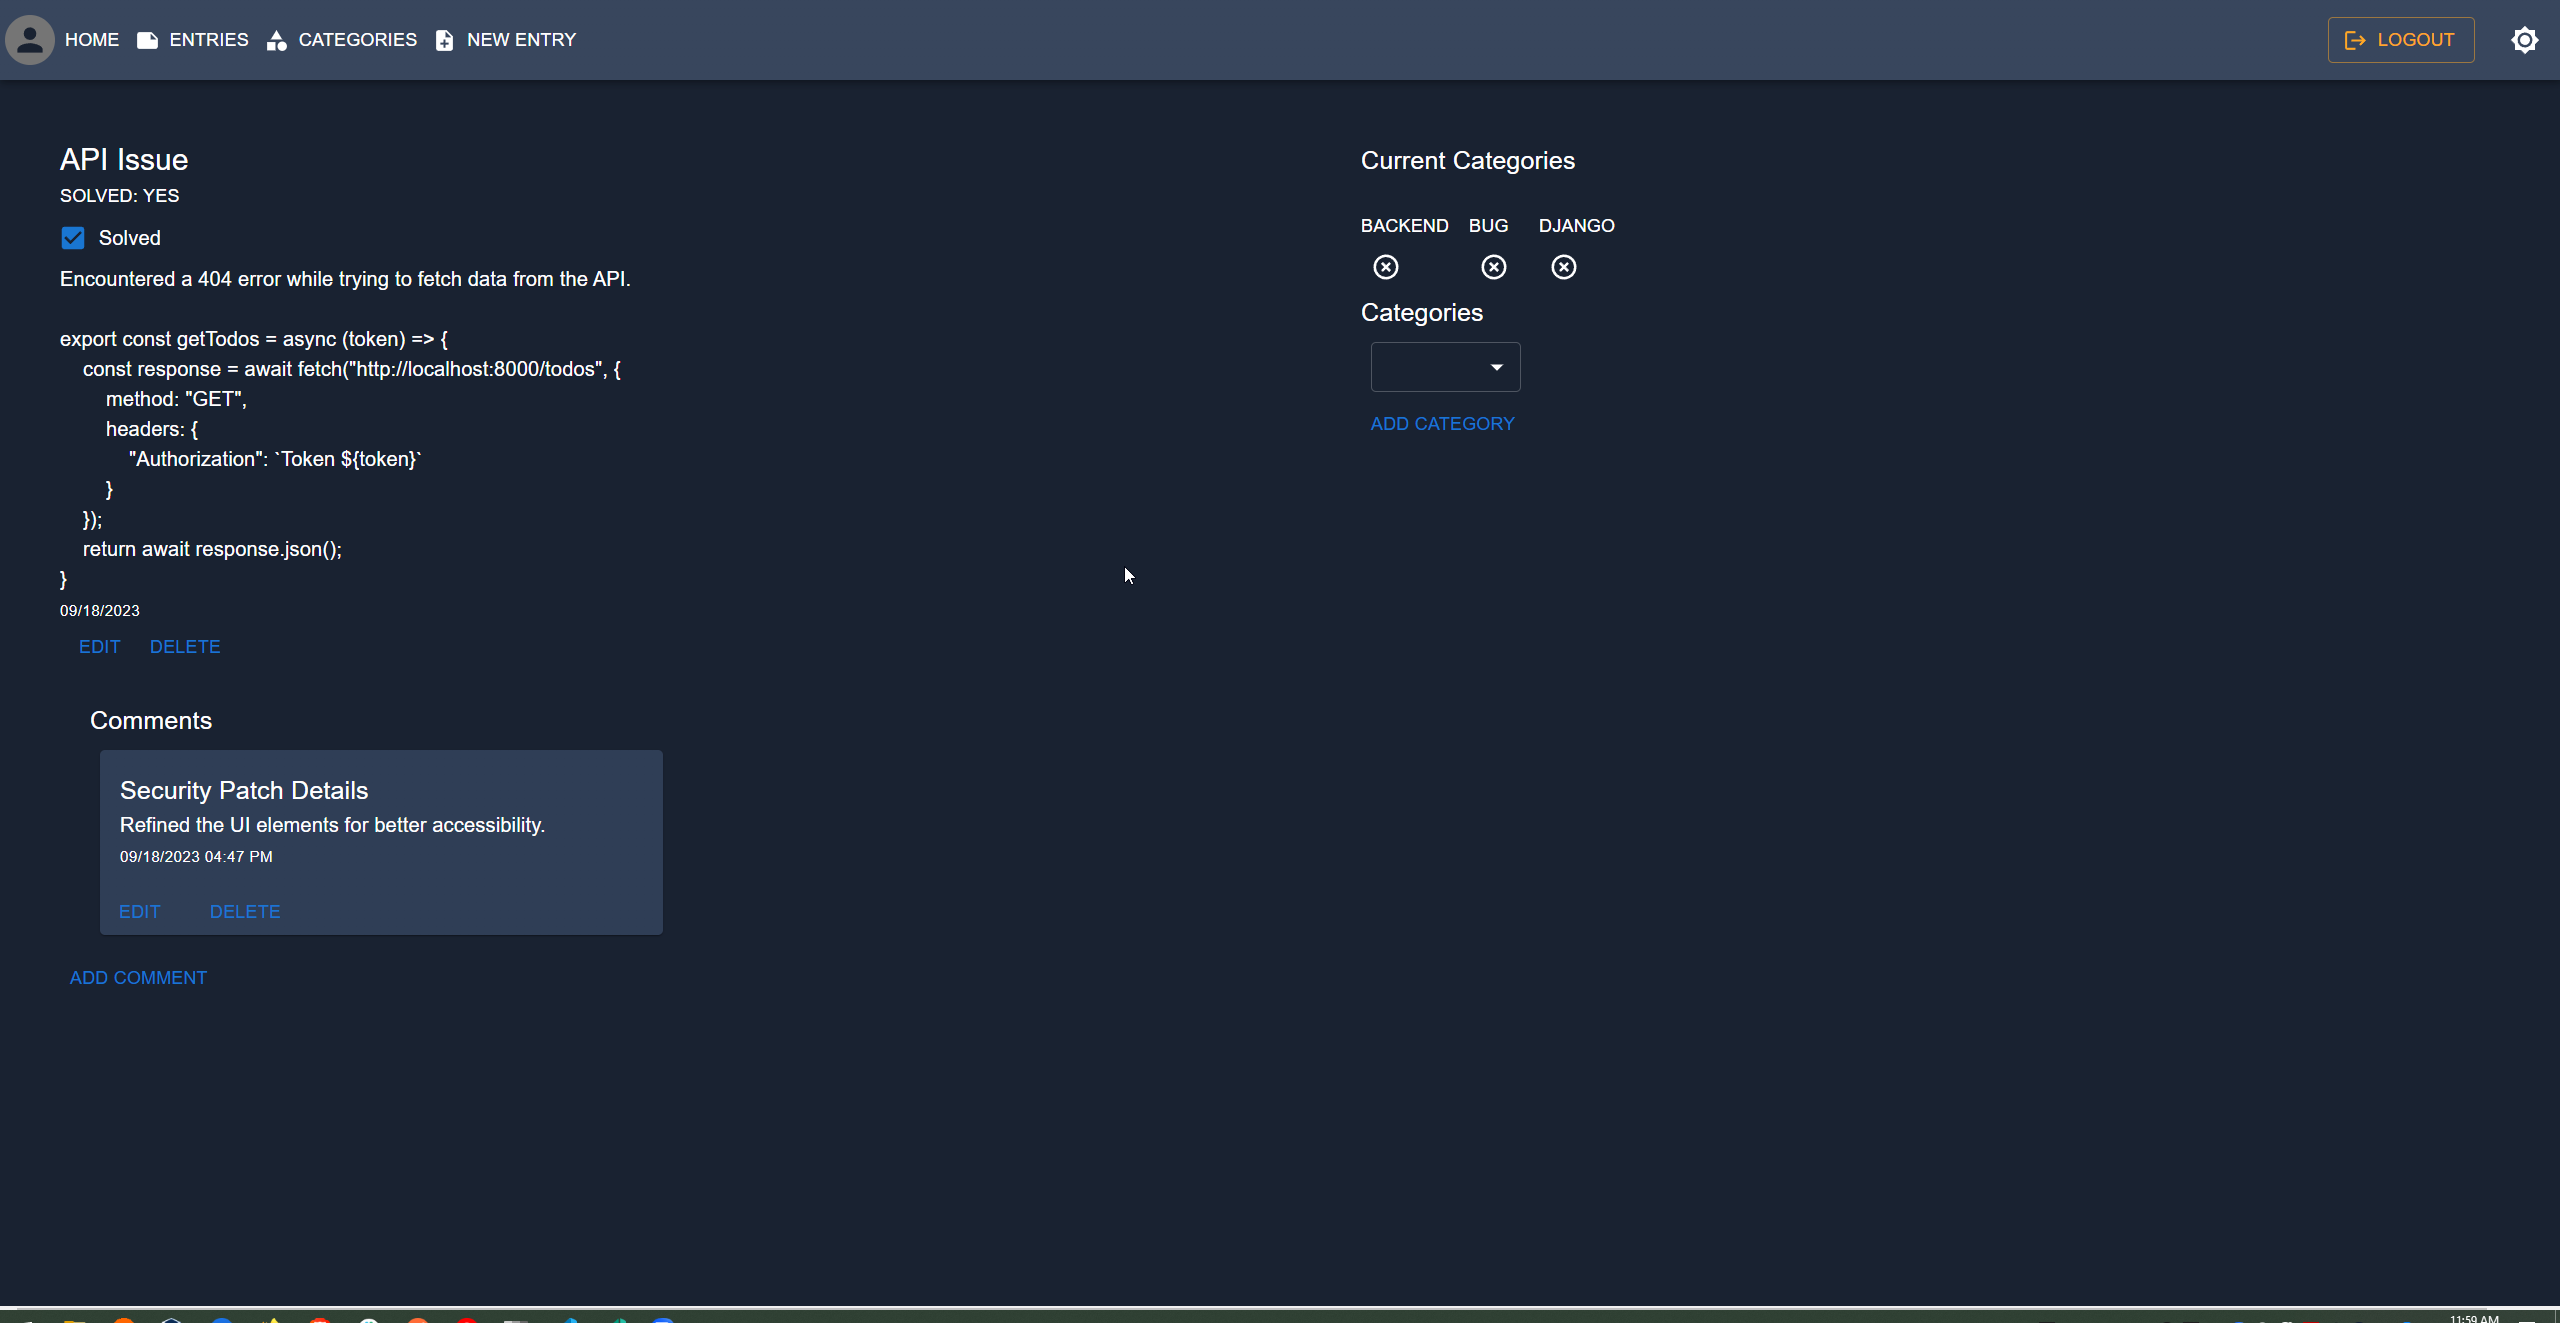 HOME ENTRIES CATEGORIES NEW ENTRY LOGOUT
API Issue
SOLVED: YES
Solved
Encountered a 404 error while trying to fetch data from the API.
export const getTodos = async (token) => {
const response = await fetch("http://localhost:8000/todos", {
method: "GET",
headers: {
"Authorization": `Token ${token}`
}
});
return await response.json();
}
09/18/2023
EDIT DELETE
Comments
Security Patch Details
Refined the UI elements for better accessibility.
09/18/2023 04:47 PM
EDIT DELETE
ADD COMMENT
Current Categories
BACKEND BUG DJANGO
Categories
ADD CATEGORY
11:59 AM